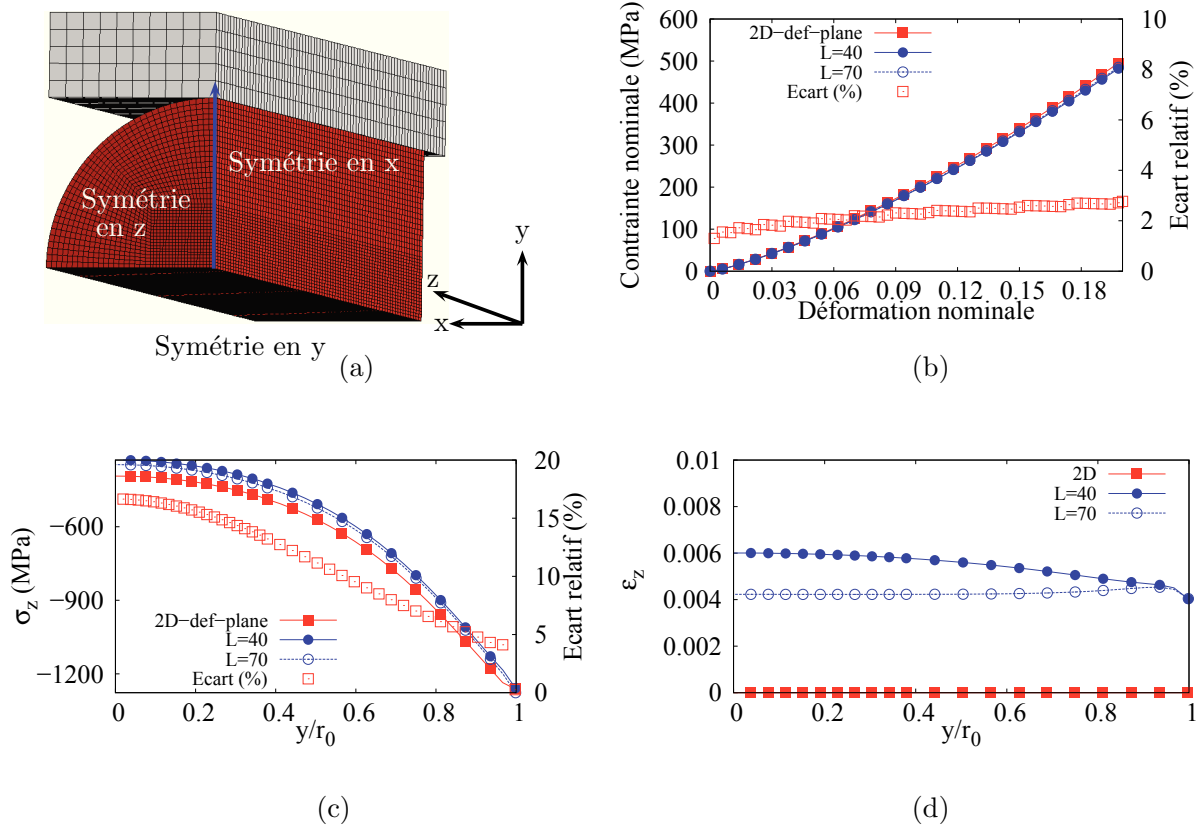 Symétrie en x
Symétrie
en z
y
z
x
Symétrie en y
(a)
Contrainte nominale (MPa)
600
500
400
300
200
100
0
2D-def-plane
L=40
L=70
Ecart (%)
10
8
6
4
2
0
Ecart relatif (%)
0 0.03 0.06 0.09 0.12 0.15 0.18
Déformation nominale
(b)
σz (MPa)
−600
−900
−1200
2D-def-plane
L=40
L=70
Ecart (%)
20
15
10
5
0
Ecart relatif (%)
0 0.2 0.4 0.6 0.8 1
y/r0
(c)
εz
0.01
0.008
0.006
0.004
0.002
0
2D
L=40
L=70
0 0.2 0.4 0.6 0.8 1
y/r0
(d)